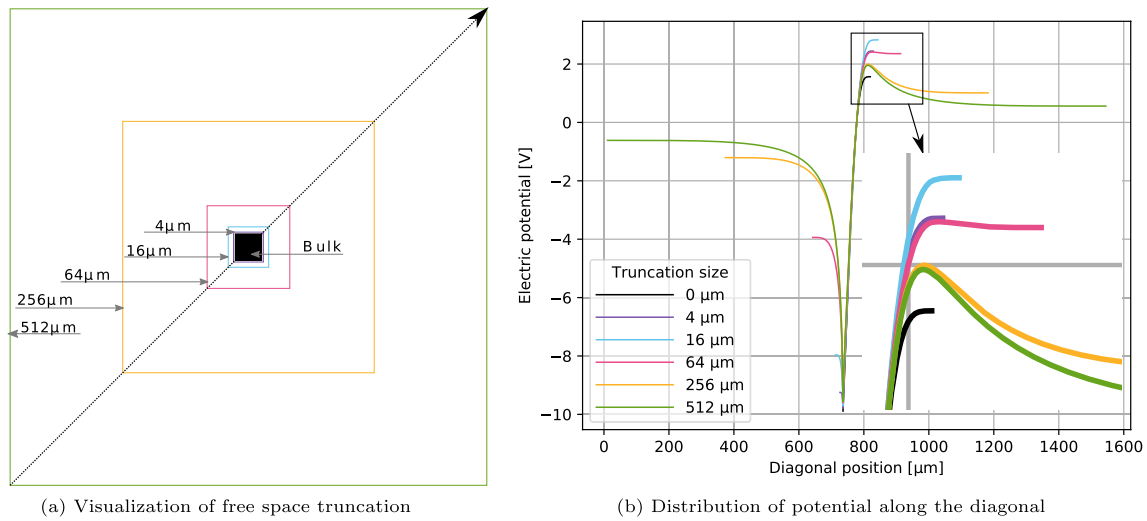 4μm
Bulk
16μm
64μm
256μm
512μm
(a) Visualization of free space truncation
Electric potential [V]
2
0
−2
−4
−6
−8
−10
Truncation size
0 μm
4 μm
16 μm
64 μm
256 μm
512 μm
0 200 400 600 800 1000 1200 1400 1600
Diagonal position [μm]
(b) Distribution of potential along the diagonal